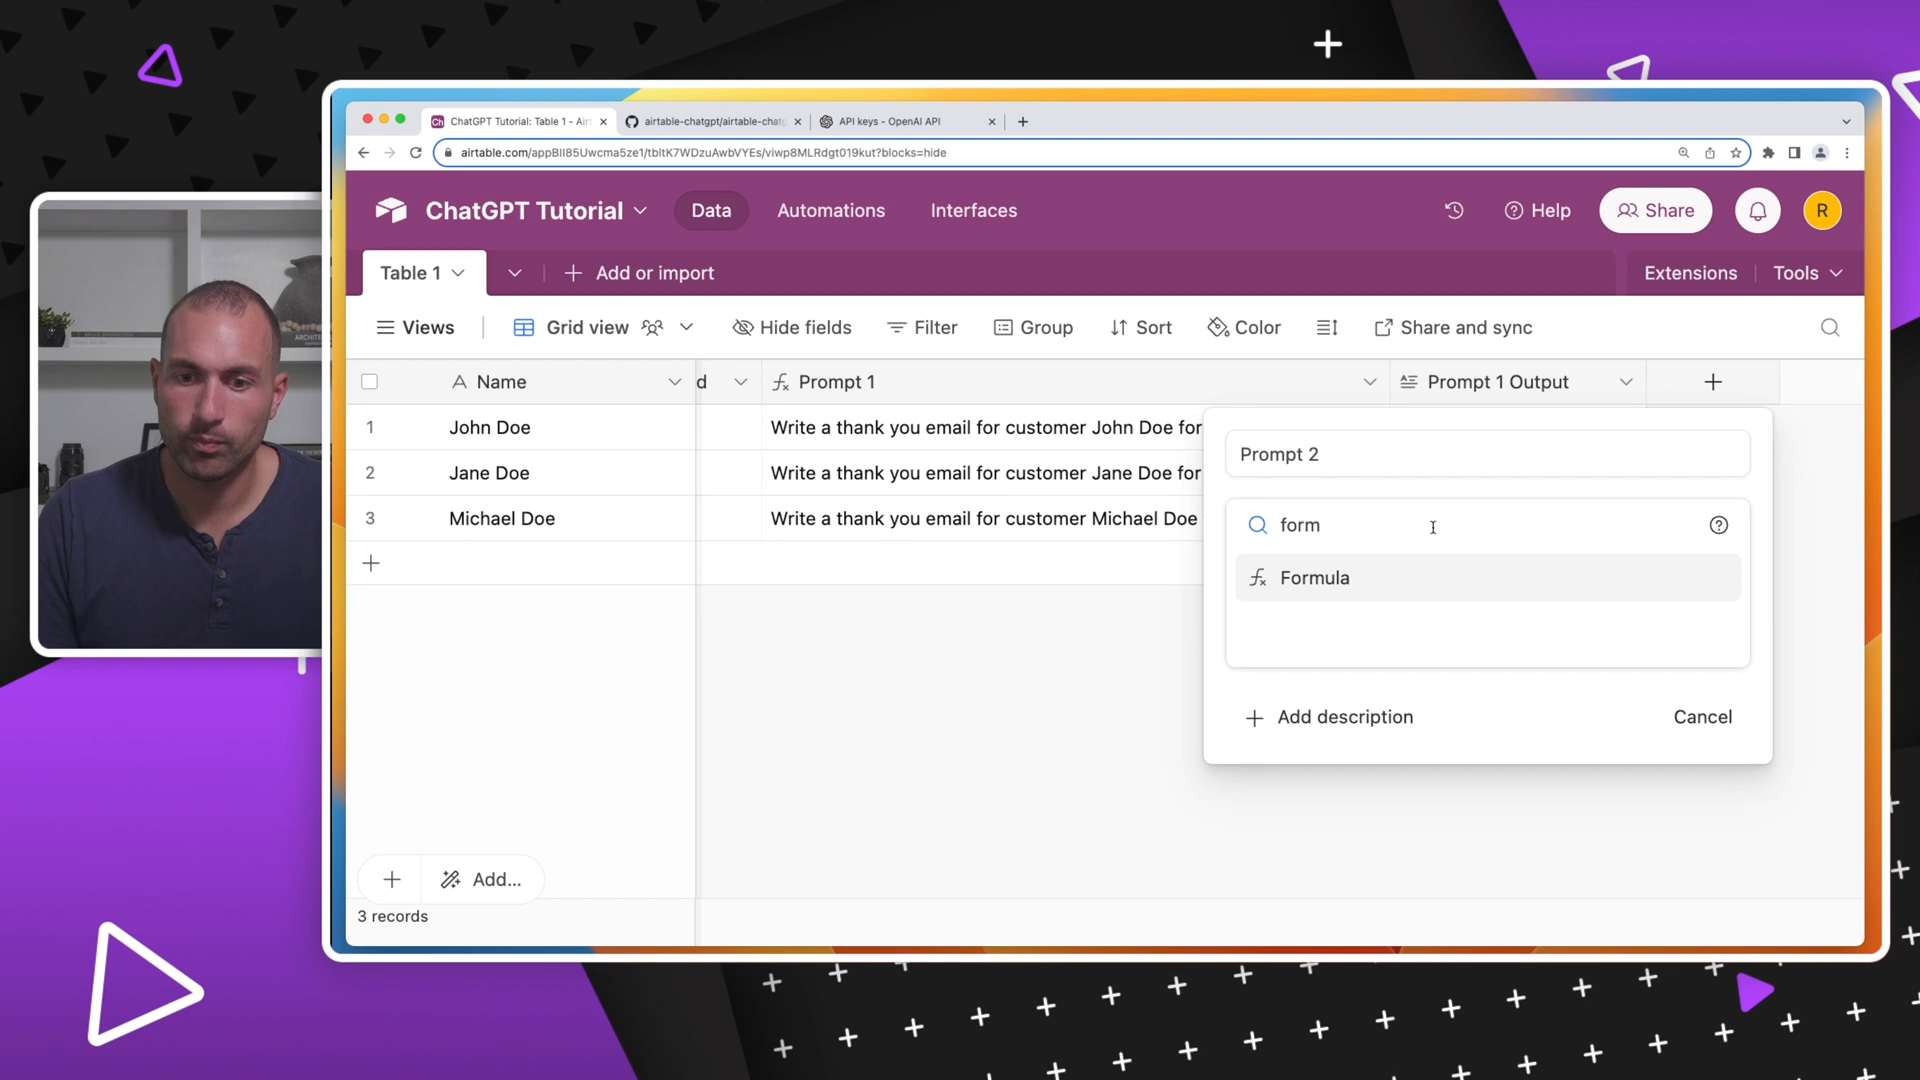 ChatGPT Tutorial: Table 1 - Air
airtable-chatgpt/airtable-chatg
API keys - OpenAI API
airtable.com/appBII85Uwcma5ze1/tbltK7WDzuAwbVYEs/viwp8MLRdgt019kut?blocks=hide
ChatGPT Tutorial
Data
Automations
Interfaces
Help
Share
R
Table 1
Add or import
Extensions
Tools
Views
Grid view
Hide fields
Filter
Group
Sort
Color
Share and sync
Name
d
Prompt 1
Prompt 1 Output
1 John Doe Write a thank you email for customer John Doe for
2 Jane Doe Write a thank you email for customer Jane Doe for
3 Michael Doe Write a thank you email for customer Michael Doe
Prompt 2
form
Formula
Add description
Cancel
Add...
3 records